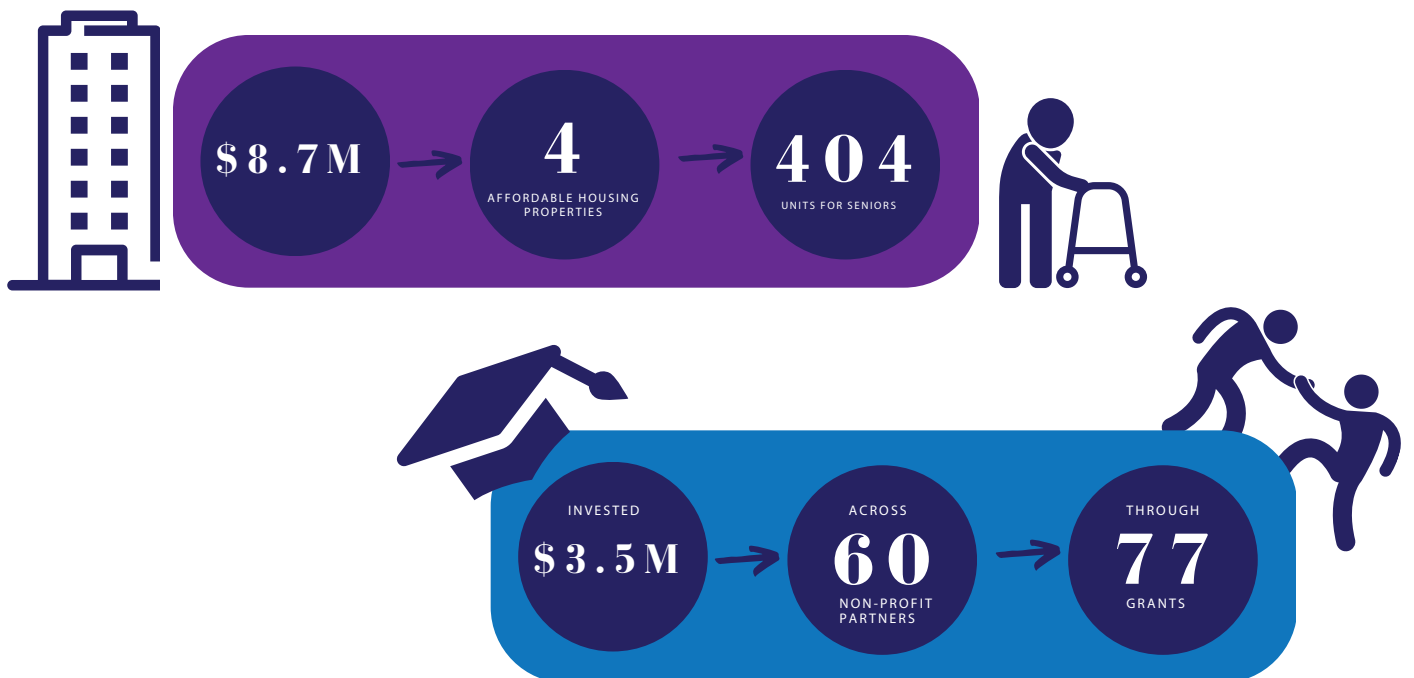 $8.7M
4
AFFORDABLE HOUSING
PROPERTIES
404
UNITS FOR SENIORS
INVESTED
$3.5M
ACROSS
60
NON-PROFIT
PARTNERS
THROUGH
77
GRANTS